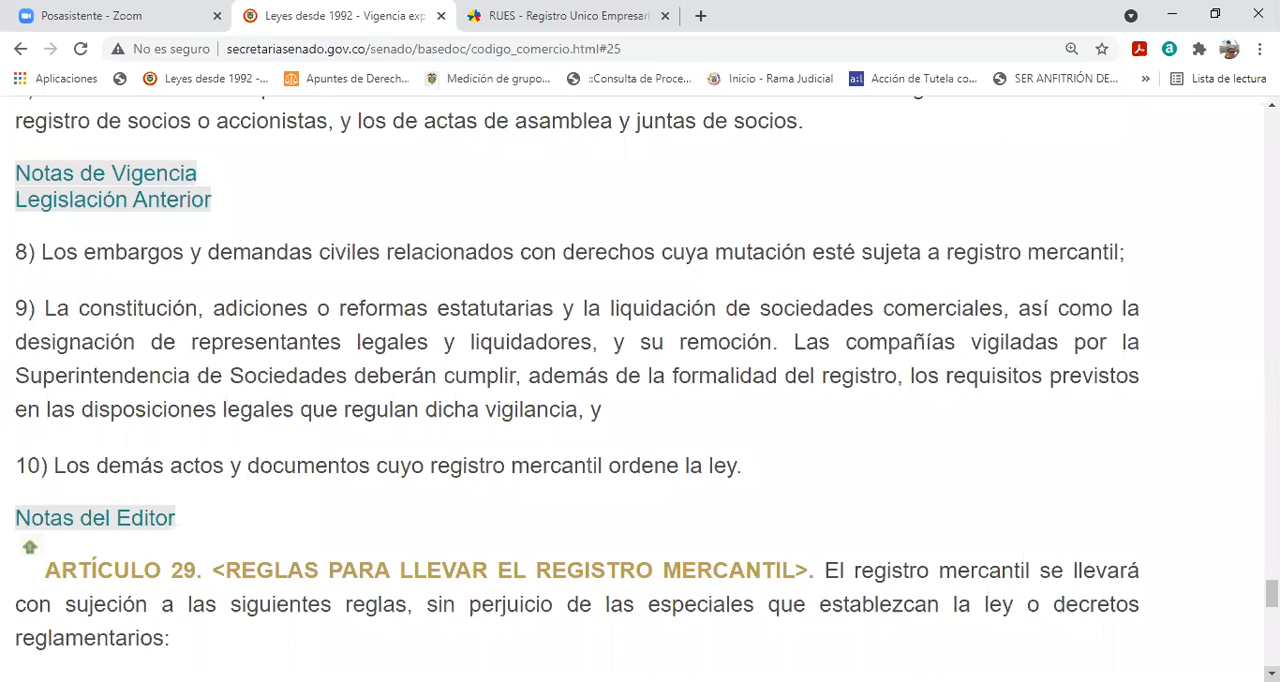 Posasistente - Zoom
Leyes desde 1992 - Vigencia exp
RUES - Registro Unico Empresari
No es seguro
secretariasenado.gov.co/senado/basedoc/codigo_comercio.html#25
Aplicaciones
Leyes desde 1992 -...
Apuntes de Derech...
Medición de grupo...
::Consulta de Proce...
Inicio - Rama Judicial
Acción de Tutela co...
SER ANFITRIÓN DE...
»
Lista de lectura
registro de socios o accionistas, y los de actas de asamblea y juntas de socios.
Notas de Vigencia
Legislación Anterior
8) Los embargos y demandas civiles relacionados con derechos cuya mutación esté sujeta a registro mercantil;
9) La constitución, adiciones o reformas estatutarias y la liquidación de sociedades comerciales, así como la
designación de representantes legales y liquidadores, y su remoción. Las compañías vigiladas por la
Superintendencia de Sociedades deberán cumplir, además de la formalidad del registro, los requisitos previstos
en las disposiciones legales que regulan dicha vigilancia, y
10) Los demás actos y documentos cuyo registro mercantil ordene la ley.
Notas del Editor
ARTÍCULO 29. <REGLAS PARA LLEVAR EL REGISTRO MERCANTIL>. El registro mercantil se llevará
con sujeción a las siguientes reglas, sin perjuicio de las especiales que establezcan la ley o decretos
reglamentarios: